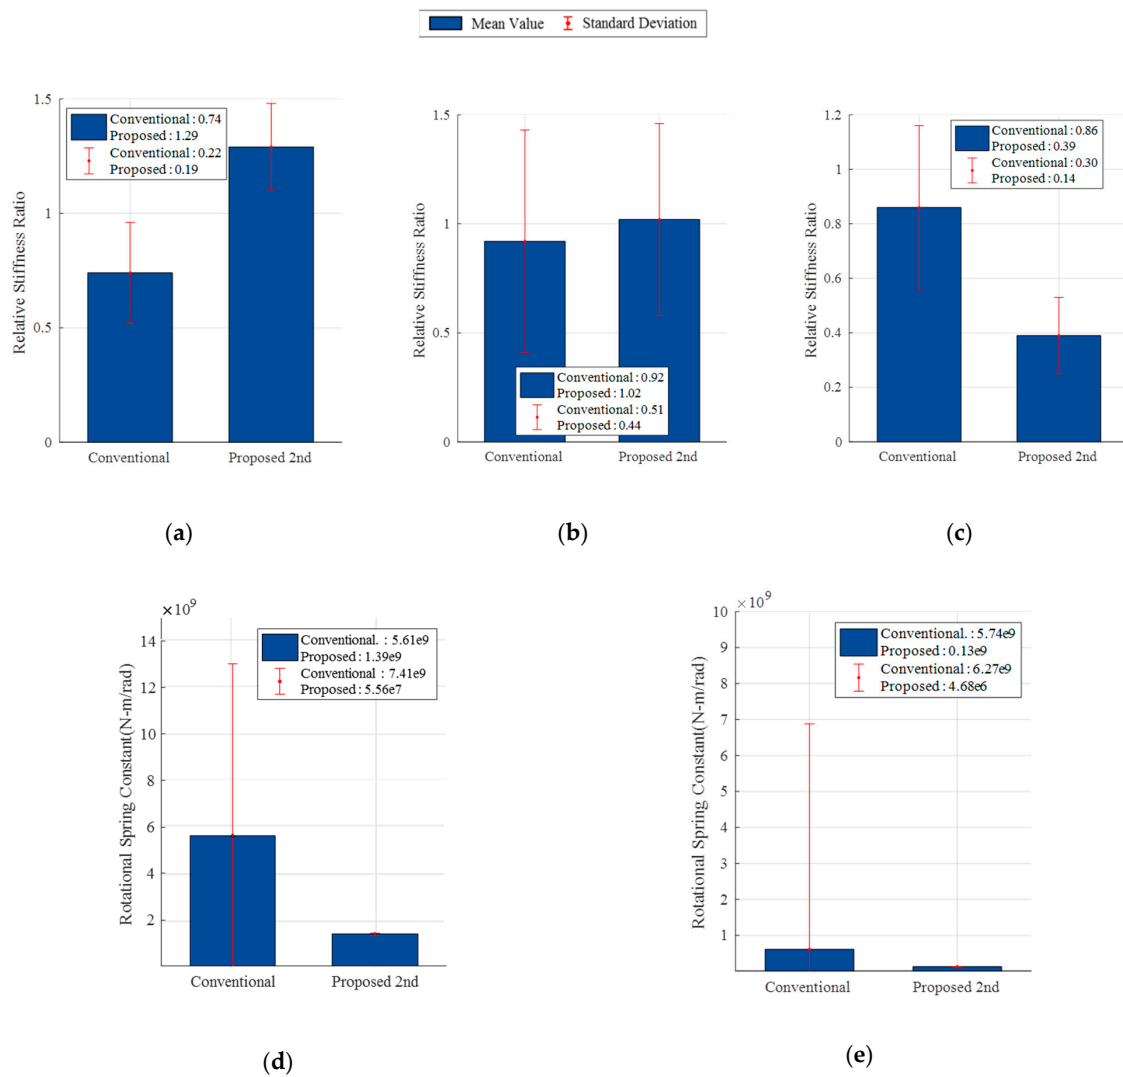 Mean Value Standard Deviation
1.5
1
0.5
0
Relative Stiffness Ratio
Conventional : 0.74
Proposed : 1.29
Conventional : 0.22
Proposed : 0.19
Conventional Proposed 2nd
(a)
1.5
1
0.5
0
Relative Stiffness Ratio
Conventional : 0.92
Proposed : 1.02
Conventional : 0.51
Proposed : 0.44
Conventional Proposed 2nd
(b)
1.2
1
0.8
0.6
0.4
0.2
0
Relative Stiffness Ratio
Conventional : 0.86
Proposed : 0.39
Conventional : 0.30
Proposed : 0.14
Conventional Proposed 2nd
(c)
×10⁹
14
12
10
8
6
4
2
Rotational Spring Constant(N-m/rad)
Conventional. : 5.61e9
Proposed : 1.39e9
Conventional : 7.41e9
Proposed : 5.56e7
Conventional Proposed 2nd
(d)
×10⁹
10
9
8
7
6
5
4
3
2
1
Rotational Spring Constant(N-m/rad)
Conventional. : 5.74e9
Proposed : 0.13e9
Conventional : 6.27e9
Proposed : 4.68e6
Conventional Proposed 2nd
(e)